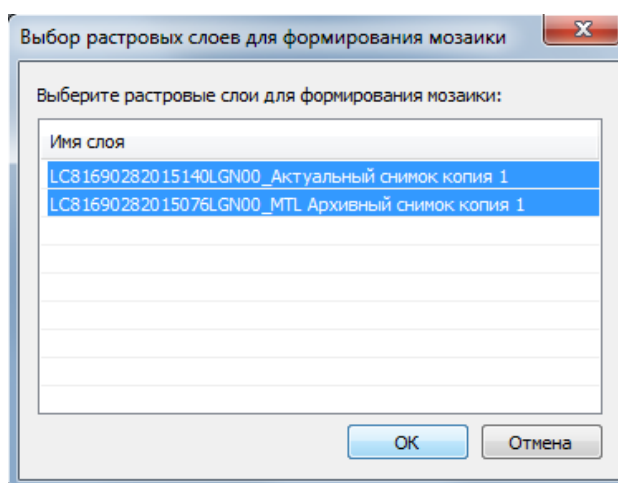 Выбор растровых слоев для формирования мозаики
Выберите растровые слои для формирования мозаики:
Имя слоя
LC81690282015140LGN00_Актуальный снимок копия 1
LC81690282015076LGN00_MTL Архивный снимок копия 1
ОК
Отмена